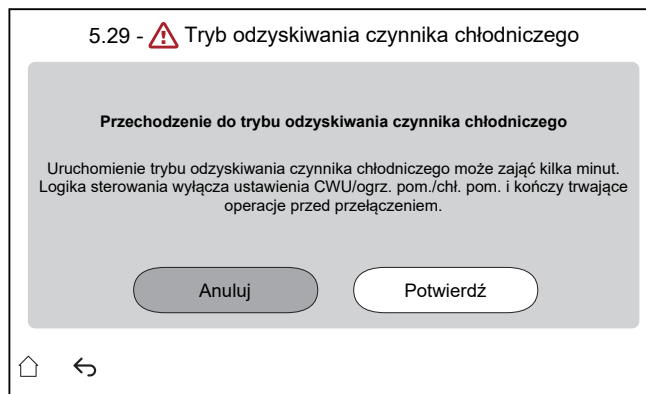 5.29 - Tryb odzyskiwania czynnika chłodniczego
Przechodzenie do trybu odzyskiwania czynnika chłodniczego
Uruchomienie trybu odzyskiwania czynnika chłodniczego może zająć kilka minut.
Logika sterowania wyłącza ustawienia CWU/ogrz. pom./chł. pom. i kończy trwające
operacje przed przełączeniem.
Anuluj
Potwierdź